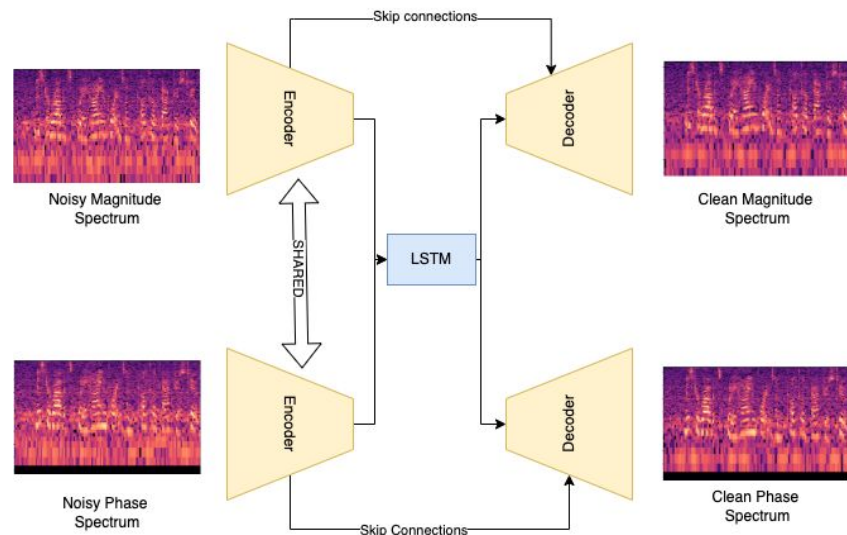 Skip connections
Encoder
Decoder
Noisy Magnitude
Spectrum
Clean Magnitude
Spectrum
SHARED
LSTM
Encoder
Decoder
Noisy Phase
Spectrum
Clean Phase
Spectrum
Skip Connections